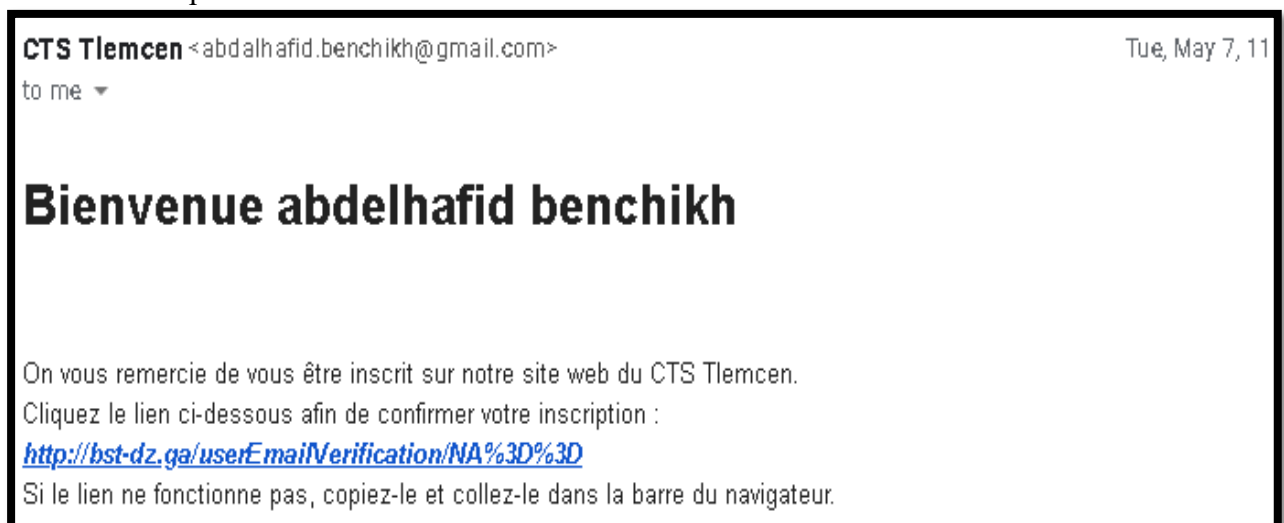 CTS Tlemcen <abdalhafid.benchikh@gmail.com> Tue, May 7, 11
to me
Bienvenue abdelhafid benchikh
On vous remercie de vous être inscrit sur notre site web du CTS Tlemcen.
Cliquez le lien ci-dessous afin de confirmer votre inscription :
http://bst-dz.ga/userEmailVerification/NA%3D%3D
Si le lien ne fonctionne pas, copiez-le et collez-le dans la barre du navigateur.